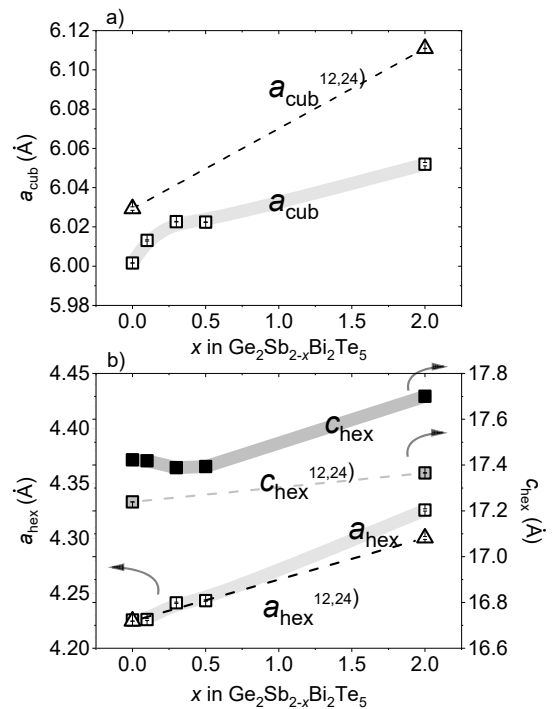 a)
6.12
6.10
6.08
6.06
6.04
6.02
6.00
5.98
a_cub (Å)
a_cub 12,24)
a_cub
0.0 0.5 1.0 1.5 2.0
x in Ge2Sb2-xBi2Te5
b)
4.45
4.40
4.35
4.30
4.25
4.20
a_hex (Å)
17.8
17.6
17.4
17.2
17.0
16.8
16.6
c_hex (Å)
c_hex
c_hex 12,24)
a_hex
a_hex 12,24)
0.0 0.5 1.0 1.5 2.0
x in Ge2Sb2-xBi2Te5